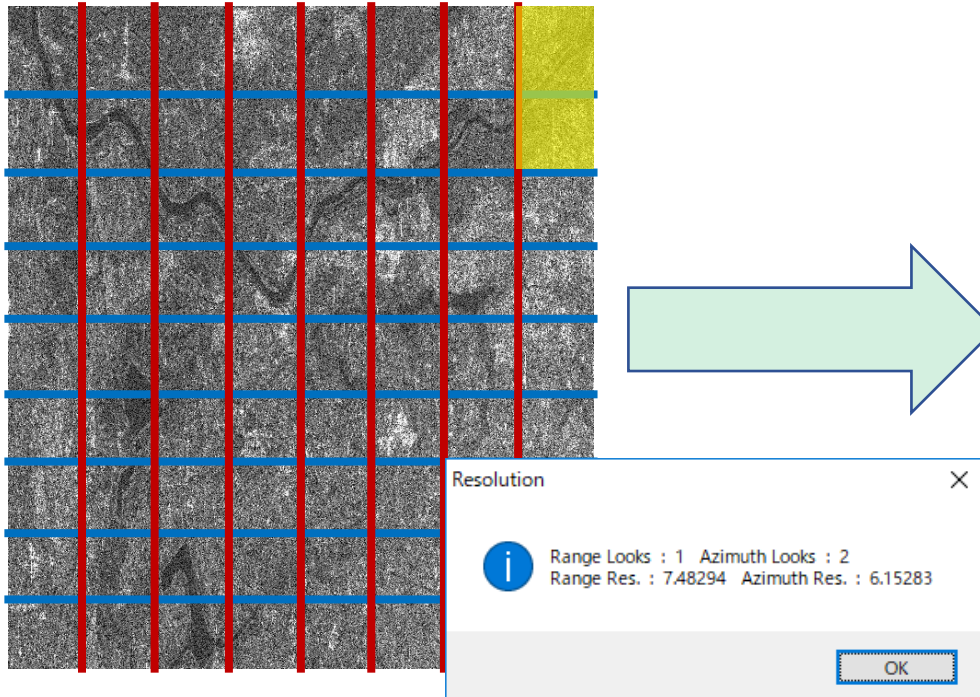 Resolution
Range Looks : 1 Azimuth Looks : 2
Range Res. : 7.48294 Azimuth Res. : 6.15283
OK